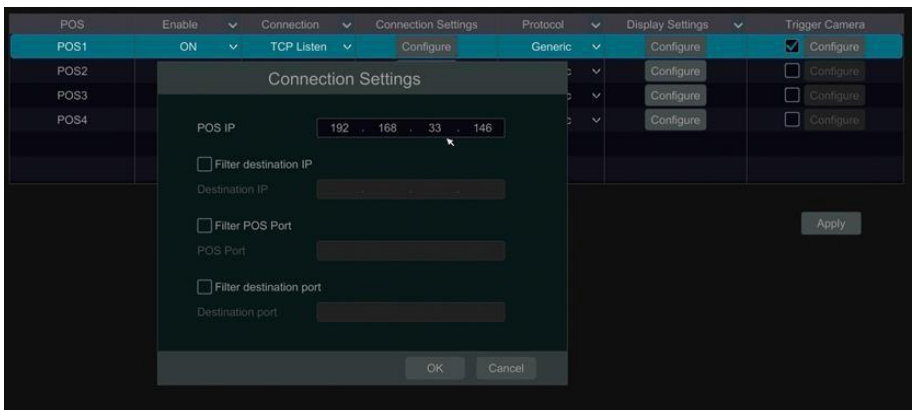 POS Enable Connection Connection Settings Protocol Display Settings Trigger Camera
POS1 ON TCP Listen Configure Generic Configure Configure
POS2 c Configure Configure
POS3 c Configure Configure
POS4 c Configure Configure
Connection Settings
POS IP 192 . 168 . 33 . 146
Filter destination IP
Destination IP . . .
Filter POS Port
POS Port
Filter destination port
Destination port
OK Cancel
Apply